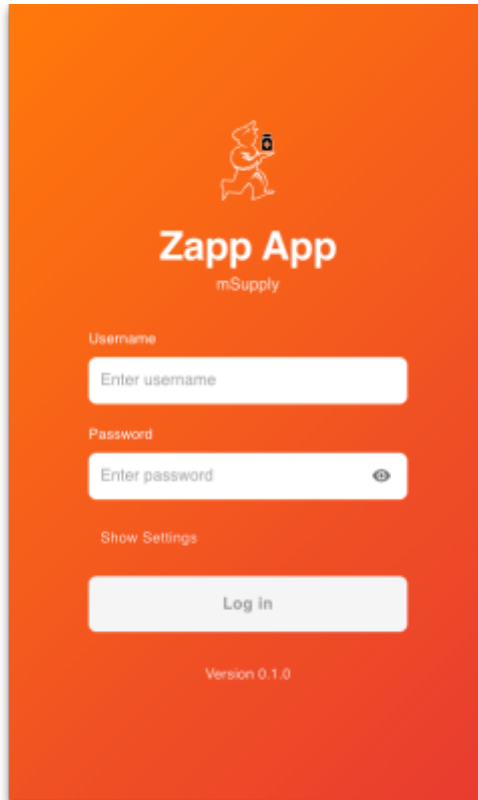 Zapp App
mSupply
Username
Enter username
Password
Enter password
Show Settings
Log in
Version 0.1.0